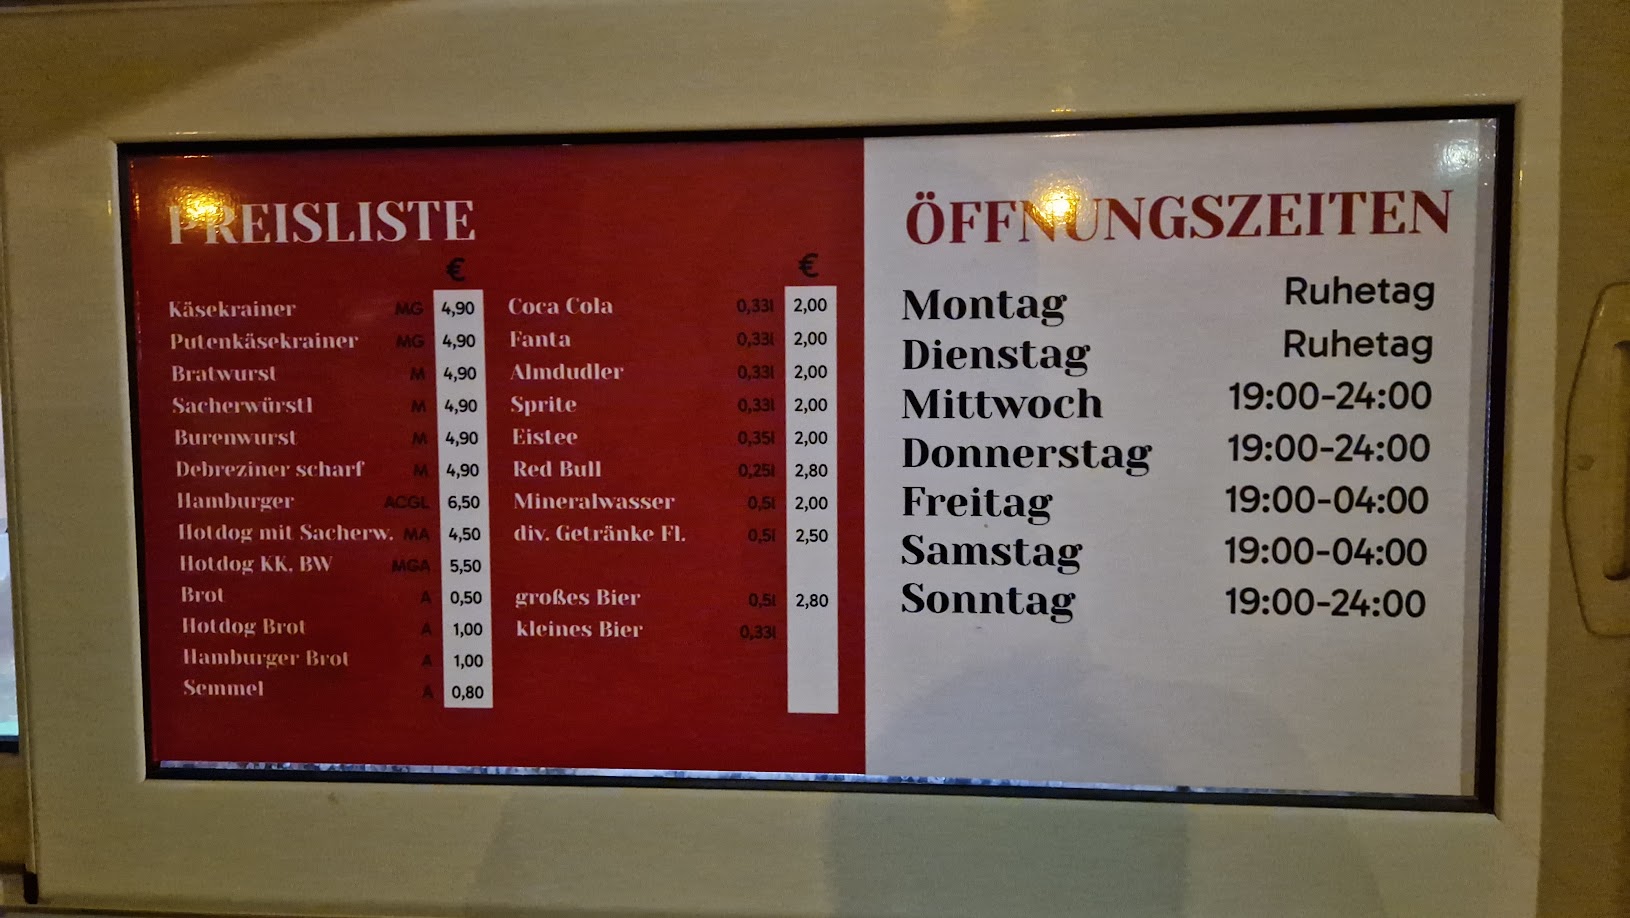 PREISLISTE
€
Käsekrainer MG 4,90
Putenkäsekrainer MG 4,90
Bratwurst M 4,90
Sacherwürstl M 4,90
Burenwurst M 4,90
Debreziner scharf M 4,90
Hamburger ACGL 6,50
Hotdog mit Sacherw. MA 4,50
Hotdog KK, BW MGA 5,50
Brot A 0,50
Hotdog Brot A 1,00
Hamburger Brot A 1,00
Semmel A 0,80
€
Coca Cola 0,33l 2,00
Fanta 0,33l 2,00
Almdudler 0,33l 2,00
Sprite 0,33l 2,00
Eistee 0,35l 2,00
Red Bull 0,25l 2,80
Mineralwasser 0,5l 2,00
div. Getränke Fl. 0,5l 2,50
großes Bier 0,5l 2,80
kleines Bier 0,33l
ÖFFNUNGSZEITEN
Montag Ruhetag
Dienstag Ruhetag
Mittwoch 19:00-24:00
Donnerstag 19:00-24:00
Freitag 19:00-04:00
Samstag 19:00-04:00
Sonntag 19:00-24:00